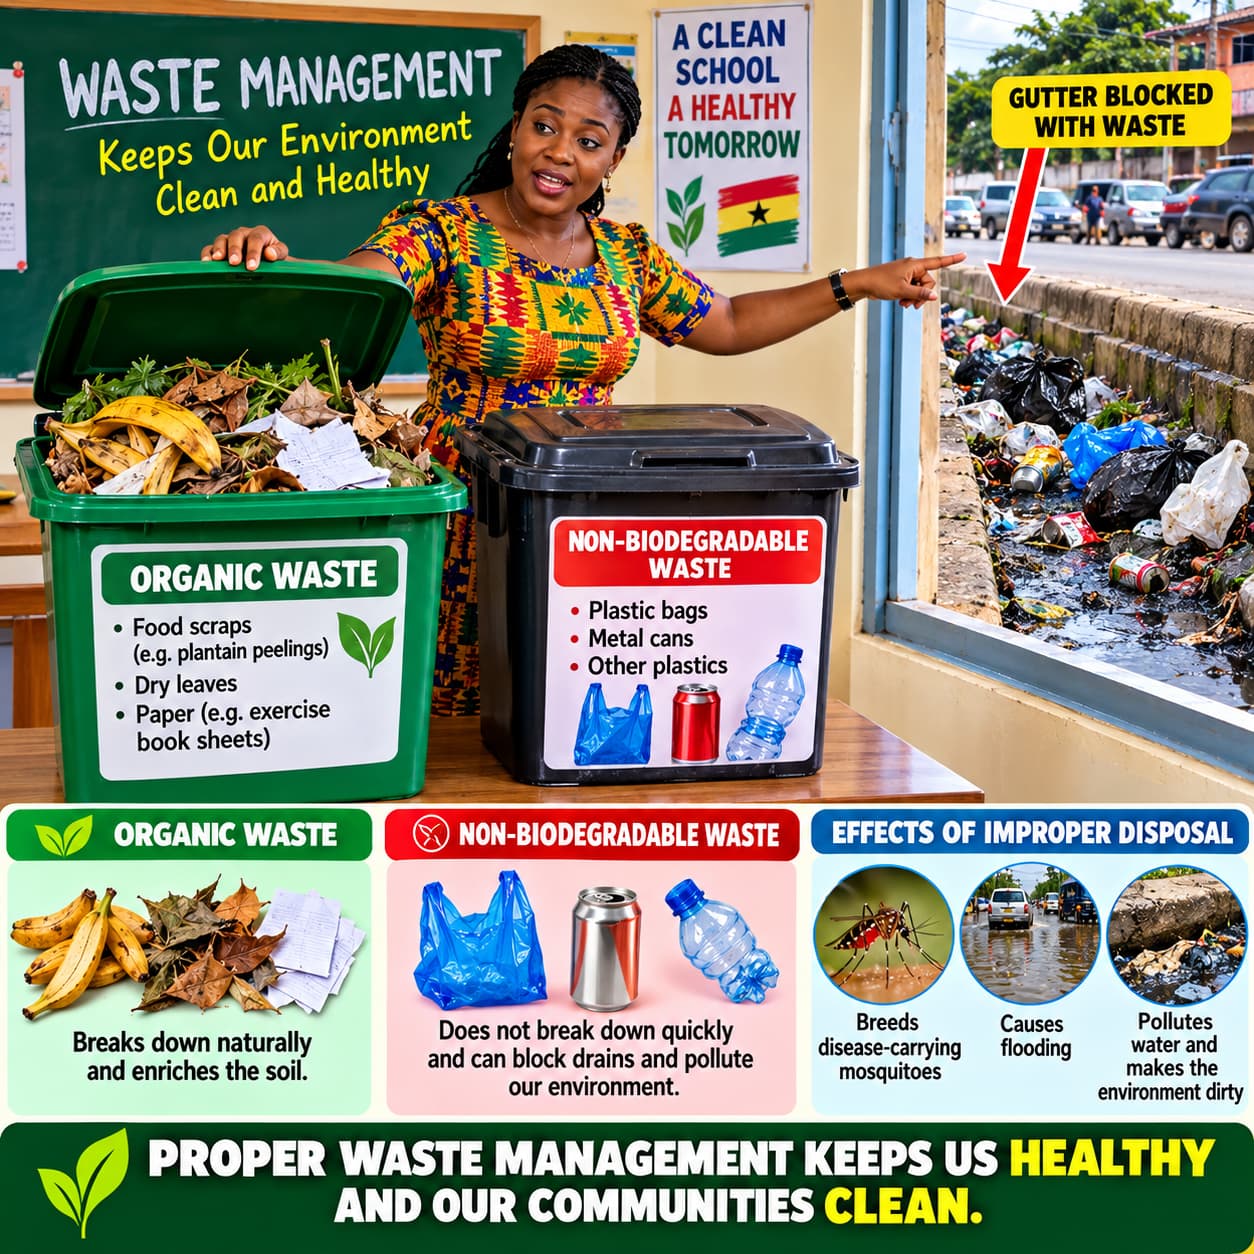 WASTE MANAGEMENT
Keeps Our Environment
Clean and Healthy
A CLEAN
SCHOOL
A HEALTHY
TOMORROW
GUTTER BLOCKED
WITH WASTE
ORGANIC WASTE
• Food scraps
(e.g. plantain peelings)
• Dry leaves
• Paper (e.g. exercise
book sheets)
NON-BIODEGRADABLE
WASTE
• Plastic bags
• Metal cans
• Other plastics
ORGANIC WASTE
Breaks down naturally
and enriches the soil.
NON-BIODEGRADABLE WASTE
Does not break down quickly
and can block drains and pollute
our environment.
EFFECTS OF IMPROPER DISPOSAL
Breeds
disease-carrying
mosquitoes
Causes
flooding
Pollutes
water and
makes the
environment dirty
PROPER WASTE MANAGEMENT KEEPS US HEALTHY
AND OUR COMMUNITIES CLEAN.